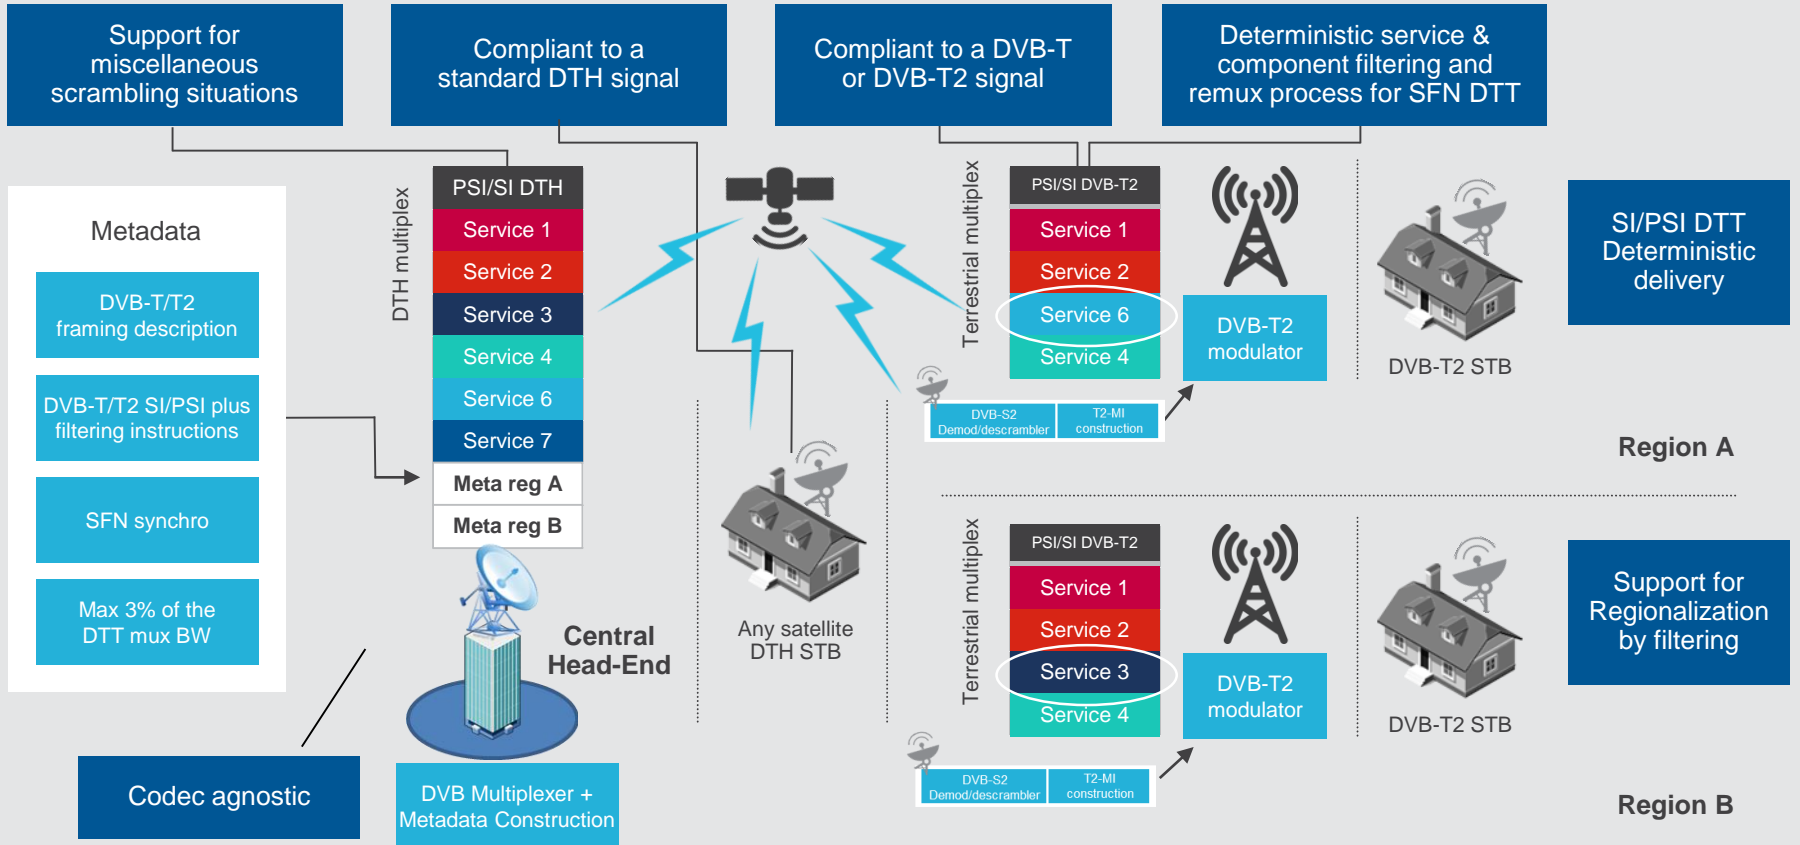 Support for
miscellaneous
scrambling situations
Compliant to a
standard DTH signal
Compliant to a DVB-T
or DVB-T2 signal
Deterministic service &
component filtering and
remux process for SFN DTT
Metadata
DVB-T/T2
framing description
DVB-T/T2 SI/PSI plus
filtering instructions
SFN synchro
Max 3% of the
DTT mux BW
Codec agnostic
DTH multiplex
PSI/SI DTH
Service 1
Service 2
Service 3
Service 4
Service 6
Service 7
Meta reg A
Meta reg B
Central
Head-End
DVB Multiplexer +
Metadata Construction
Any satellite
DTH STB
Terrestrial multiplex
PSI/SI DVB-T2
Service 1
Service 2
Service 6
Service 4
DVB-S2
Demod/descrambler
T2-MI
construction
DVB-T2
modulator
DVB-T2 STB
SI/PSI DTT
Deterministic
delivery
Region A
Terrestrial multiplex
PSI/SI DVB-T2
Service 1
Service 2
Service 3
Service 4
DVB-S2
Demod/descrambler
T2-MI
construction
DVB-T2
modulator
DVB-T2 STB
Support for
Regionalization
by filtering
Region B